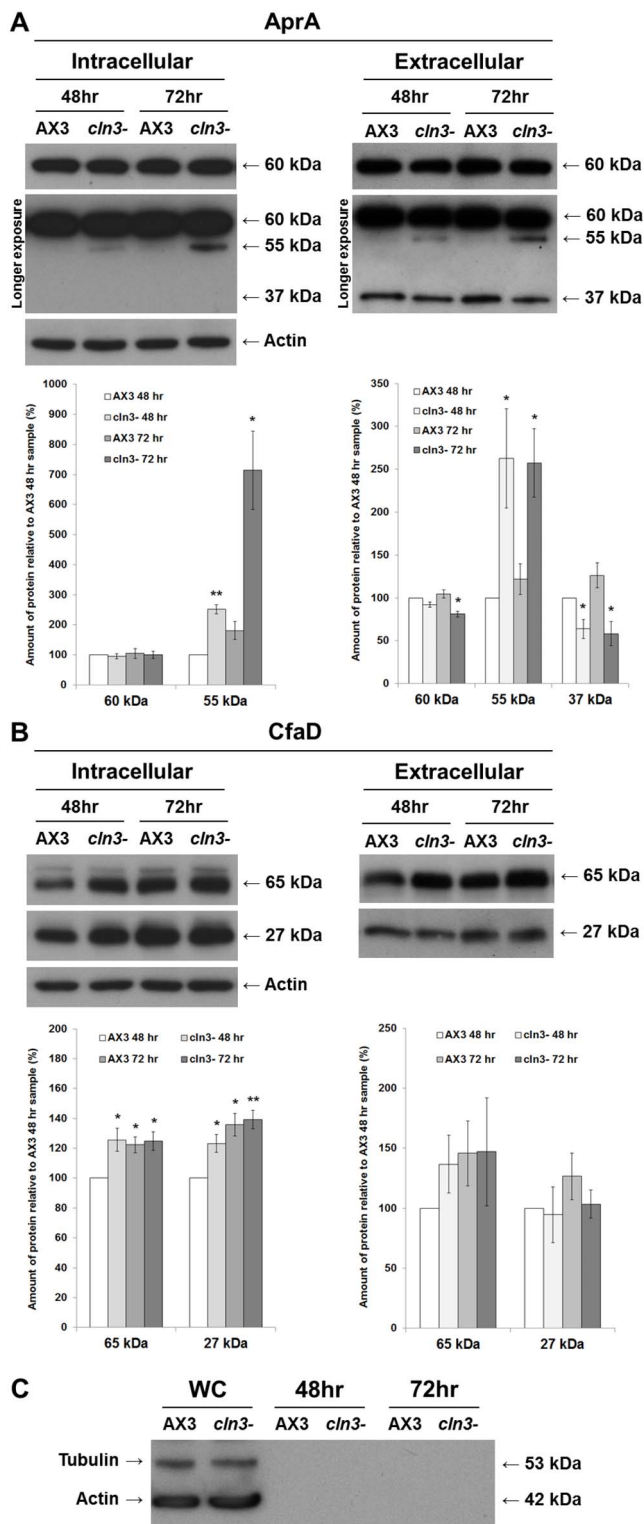 A
AprA
Intracellular
Extracellular
48hr 72hr
48hr 72hr
AX3 cln3- AX3 cln3-
AX3 cln3- AX3 cln3-
← 60 kDa
← 60 kDa
Longer exposure
← 60 kDa
← 55 kDa
← 37 kDa
Longer exposure
← 60 kDa
← 55 kDa
← 37 kDa
← Actin
Amount of protein relative to AX3 48 hr sample (%)
1000
900
800
700
600
500
400
300
200
100
0
AX3 48 hr
cln3- 48 hr
AX3 72 hr
cln3- 72 hr
**
*
60 kDa 55 kDa
Amount of protein relative to AX3 48 hr sample (%)
350
300
250
200
150
100
50
0
AX3 48 hr
cln3- 48 hr
AX3 72 hr
cln3- 72 hr
* * * * *
60 kDa 55 kDa 37 kDa
B
CfaD
Intracellular
Extracellular
48hr 72hr
48hr 72hr
AX3 cln3- AX3 cln3-
AX3 cln3- AX3 cln3-
← 65 kDa
← 65 kDa
← 27 kDa
← 27 kDa
← Actin
Amount of protein relative to AX3 48 hr sample (%)
200
180
160
140
120
100
80
60
40
20
0
AX3 48 hr cln3- 48 hr
AX3 72 hr cln3- 72 hr
* * * * * **
65 kDa 27 kDa
Amount of protein relative to AX3 48 hr sample (%)
250
200
150
100
50
0
AX3 48 hr cln3- 48 hr
AX3 72 hr cln3- 72 hr
65 kDa 27 kDa
C
WC 48hr 72hr
AX3 cln3- AX3 cln3- AX3 cln3-
Tubulin → ← 53 kDa
Actin → ← 42 kDa